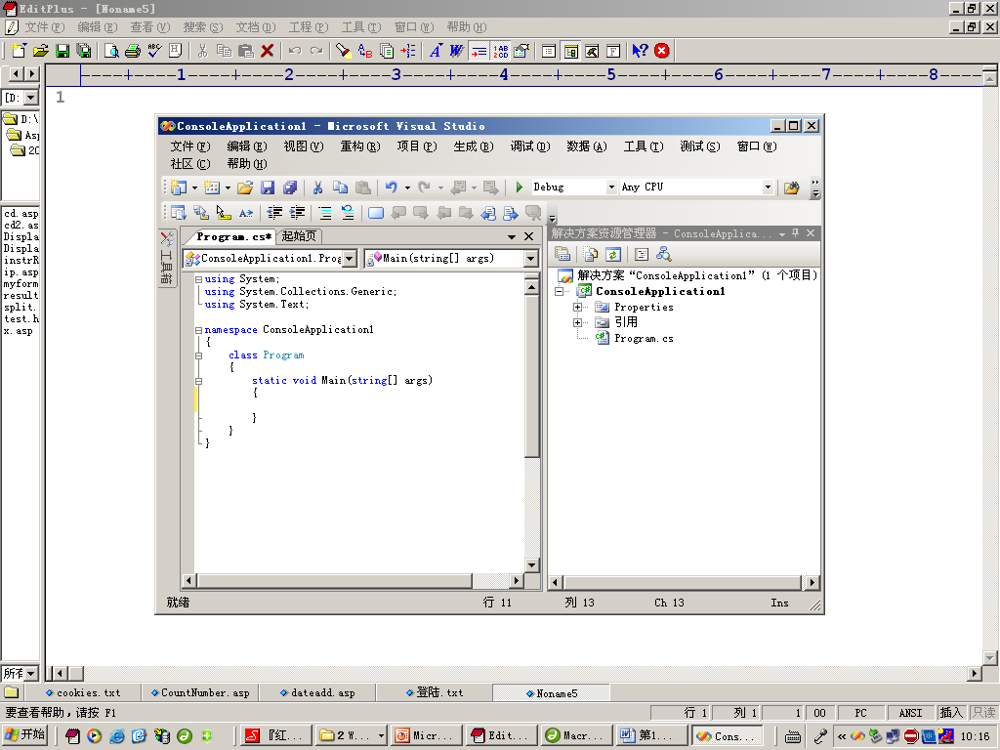 EditPlus - [Noname5]
文件(F) 编辑(E) 查看(V) 搜索(S) 文档(D) 工程(P) 工具(T) 窗口(W) 帮助(H)
----+----1----+----2----+----3----+----4----+----5----+----6----+----7----+----8----
[D:
1
D:\
Asp
20
ConsoleApplication1 - Microsoft Visual Studio
文件(F) 编辑(E) 视图(V) 重构(R) 项目(P) 生成(B) 调试(D) 数据(A) 工具(T) 测试(S) 窗口(W)
社区(C) 帮助(H)
Debug Any CPU
Program.cs* 起始页
工具箱
ConsoleApplication1.Prog Main(string[] args)
using System;
using System.Collections.Generic;
using System.Text;
namespace ConsoleApplication1
{
class Program
{
static void Main(string[] args)
{
}
}
}
解决方案资源管理器 - ConsoleApplica...
解决方案“ConsoleApplication1”(1 个项目)
ConsoleApplication1
Properties
引用
Program.cs
就绪 行 11 列 13 Ch 13 Ins
cd.asp
cd2.as
Displa
Displa
instrR
ip.asp
myform
result
split.
test.h
x.asp
所有
cookies.txt CountNumber.asp dateadd.asp 登陆.txt Noname5
要查看帮助，请按 F1 行 1 列 1 1 00 PC ANSI 插入 只读
开始 『红... 2 W... Micr... Edit... Macr... 第1... Cons... « 10:16